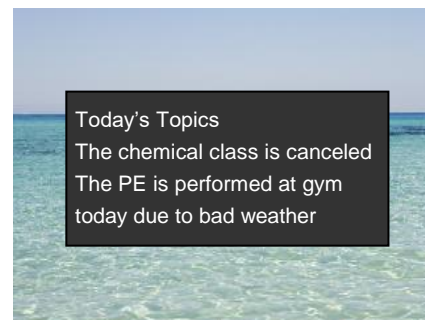 Today’s Topics
The chemical class is canceled
The PE is performed at gym
today due to bad weather